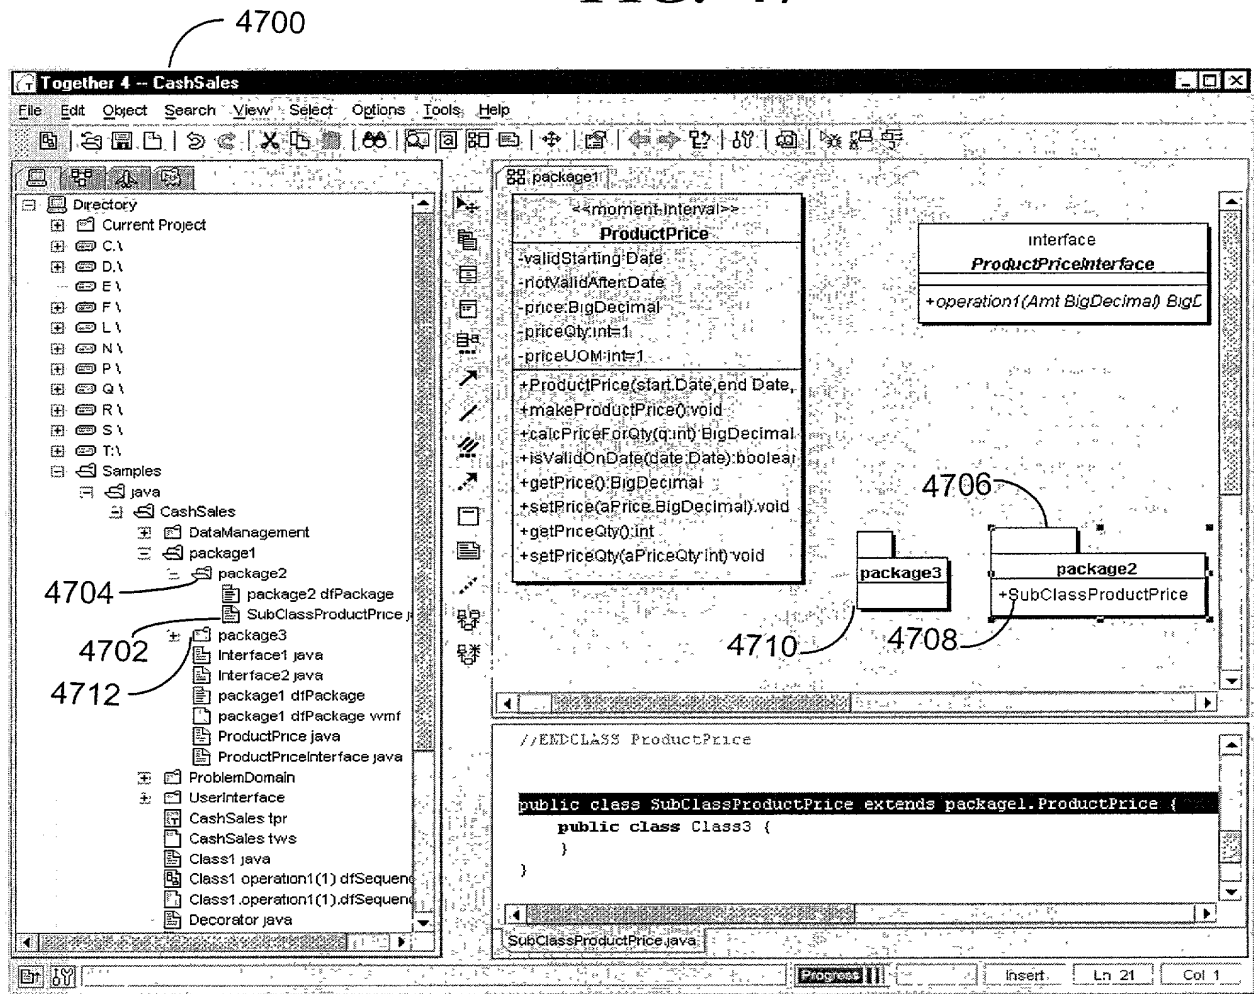 FIG. 47
4700
Together 4 -- CashSales
File Edit Object Search View Select Options Tools Help
Directory
Current Project
C.\
D.\
E \
F \
L \
N \
P \
Q \
R \
S \
T:\
Samples
java
CashSales
DataManagement
package1
package2
package2 dfPackage
SubClassProductPrice j
package3
Interface1 java
Interface2 java
package1 dfPackage
package1 dfPackage wmf
ProductPrice java
ProductPriceInterface java
ProblemDomain
UserInterface
CashSales tpr
CashSales tws
Class1 java
Class1 operation1(1) dfSequenc
Class1.operation1(1).dfSequenc
Decorator java
4704
4702
4712
package1
<<moment-interval>>
ProductPrice
-validStarting:Date
-notValidAfter:Date
-price:BigDecimal
-priceQty:int=1
-priceUOM:int=1
+ProductPrice(start.Date,end Date,
+makeProductPrice():void
+calcPriceForQty(q:int) BigDecimal
+isValidOnDate(date:Date):boolear
+getPrice():BigDecimal
+setPrice(aPrice.BigDecimal).void
+getPriceQty():int
+setPriceQty(aPriceQty int) void
interface
ProductPriceInterface
+operation1(Amt BigDecimal) BigD
4706
package3
package2
+SubClassProductPrice
4710
4708
//ENDCLASS ProductPrice
public class SubClassProductPrice extends package1.ProductPrice {
public class Class3 {
}
}
SubClassProductPrice.java
Progress
Insert
Ln 21
Col 1